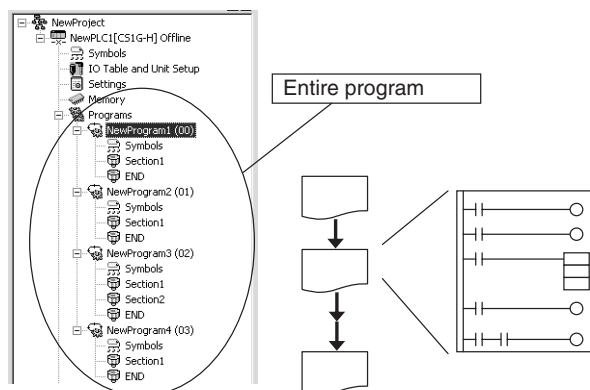 NewProject
NewPLC1[CS1G-H] Offline
Symbols
IO Table and Unit Setup
Settings
Memory
Programs
NewProgram1 (00)
Symbols
Section1
END
NewProgram2 (01)
Symbols
Section1
END
NewProgram3 (02)
Symbols
Section1
Section2
END
NewProgram4 (03)
Symbols
Section1
END
Entire program